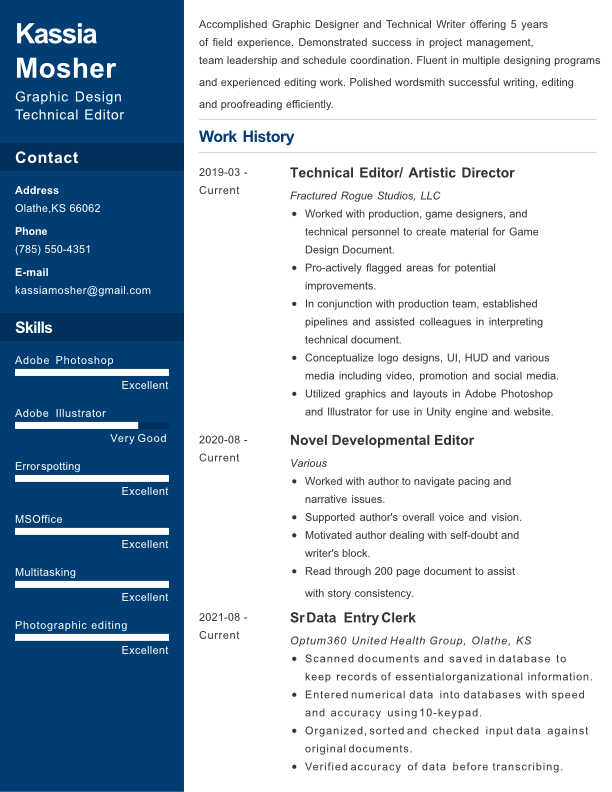 Kassia
Mosher
Graphic Design
Technical Editor
Contact
Address
Olathe,KS 66062
Phone
(785) 550-4351
E-mail
kassiamosher@gmail.com
Skills
Adobe Photoshop
Excellent
Adobe Illustrator
Very Good
Errorspotting
Excellent
MSOffice
Excellent
Multitasking
Excellent
Photographic editing
Excellent
Accomplished Graphic Designer and Technical Writer offering 5 years
of field experience. Demonstrated success in project management,
team leadership and schedule coordination. Fluent in multiple designing programs
and experienced editing work. Polished wordsmith successful writing, editing
and proofreading efficiently.
Work History
2019-03 -
Current
Technical Editor/ Artistic Director
Fractured Rogue Studios, LLC
• Worked with production, game designers, and
technical personnel to create material for Game
Design Document.
• Pro-actively flagged areas for potential
improvements.
• In conjunction with production team, established
pipelines and assisted colleagues in interpreting
technical document.
• Conceptualize logo designs, UI, HUD and various
media including video, promotion and social media.
• Utilized graphics and layouts in Adobe Photoshop
and Illustrator for use in Unity engine and website.
2020-08 -
Current
Novel Developmental Editor
Various
• Worked with author to navigate pacing and
narrative issues.
• Supported author's overall voice and vision.
• Motivated author dealing with self-doubt and
writer's block.
• Read through 200 page document to assist
with story consistency.
2021-08 -
Current
Sr Data Entry Clerk
Optum360 United Health Group, Olathe, KS
• Scanned documents and saved in database to
keep records of essentialorganizational information.
• Entered numerical data into databases with speed
and accuracy using 10-keypad.
• Organized, sorted and checked input data against
original documents.
• Verified accuracy of data before transcribing.